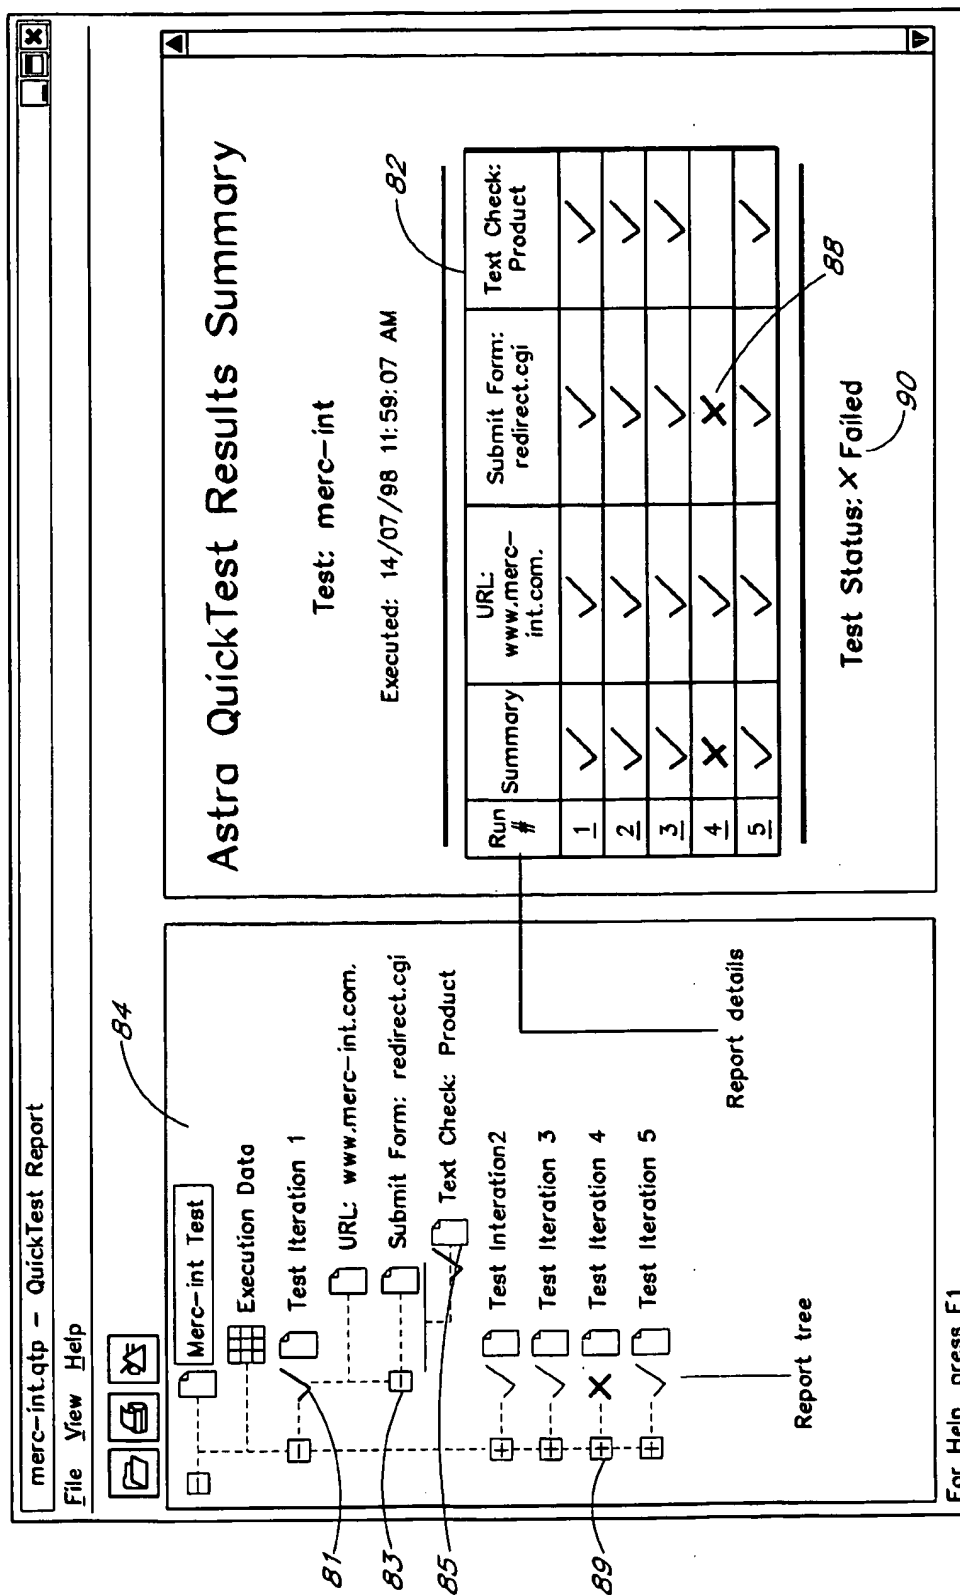 merc-int.qtp - QuickTest Report
File View Help
84
Merc-int Test
Execution Data
Test Iteration 1
URL: www.merc-int.com.
Submit Form: redirect.cgi
Text Check: Product
Test Interation2
Test Iteration 3
Test Iteration 4
Test Iteration 5
81
83
85
89
Report tree
Report details
Astra QuickTest Results Summary
Test: merc-int
Executed: 14/07/98 11:59:07 AM
82
Run # Summary URL: www.merc-int.com. Submit Form: redirect.cgi Text Check: Product
1
2
3
4
5
88
Test Status: X Failed
90
For Help, press F1